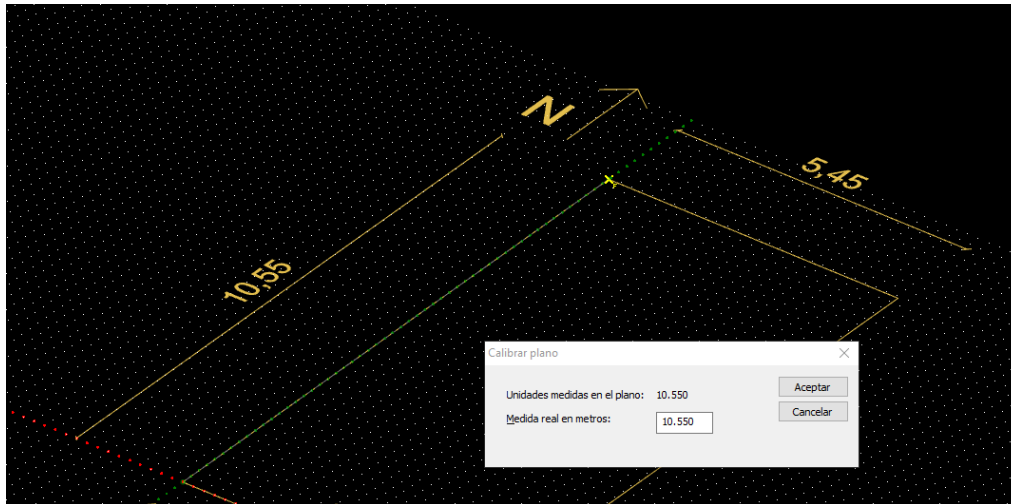 N
5,45
10,55
Calibrar plano
Unidades medidas en el plano: 10.550
Aceptar
Medida real en metros: 10.550
Cancelar